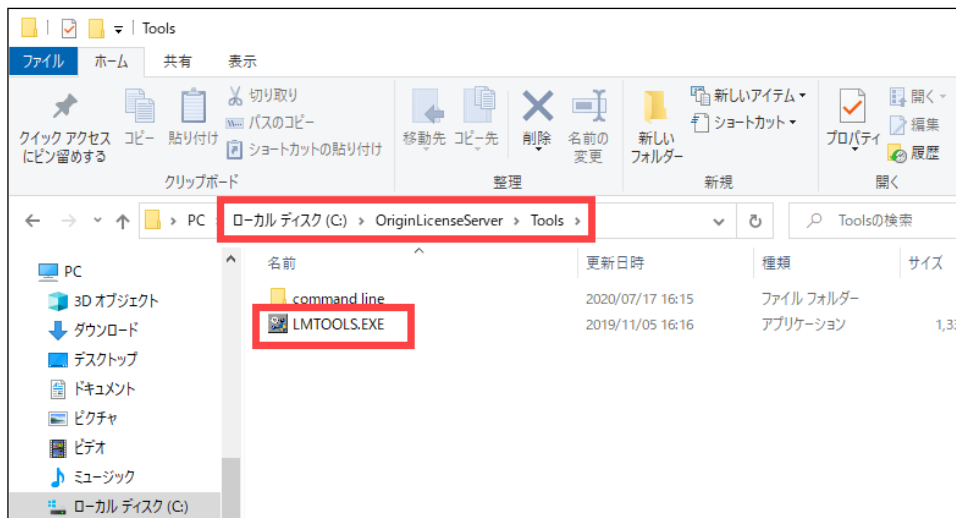 Tools
ファイル ホーム 共有 表示
クイック アクセス
にピン留めする
コピー
貼り付け
切り取り
パスのコピー
ショートカットの貼り付け
クリップボード
移動先
コピー先
削除
名前の
変更
整理
新しい
フォルダー
新しいアイテム
ショートカット
新規
プロパティ
開く
編集
履歴
開く
PC ローカル ディスク (C:) OriginLicenseServer Tools
Toolsの検索
名前 更新日時 種類 サイズ
command line 2020/07/17 16:15 ファイル フォルダー
LMTOOLS.EXE 2019/11/05 16:16 アプリケーション
PC
3D オブジェクト
ダウンロード
デスクトップ
ドキュメント
ピクチャ
ビデオ
ミュージック
ローカル ディスク (C:)